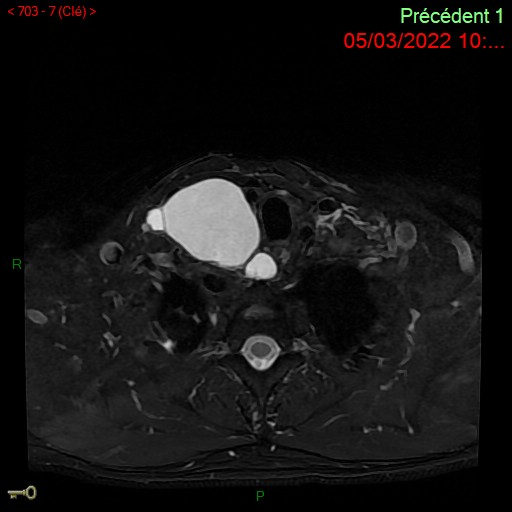 < 703 - 7 (Clé) >
Précédent 1
05/03/2022 10:...
R
P